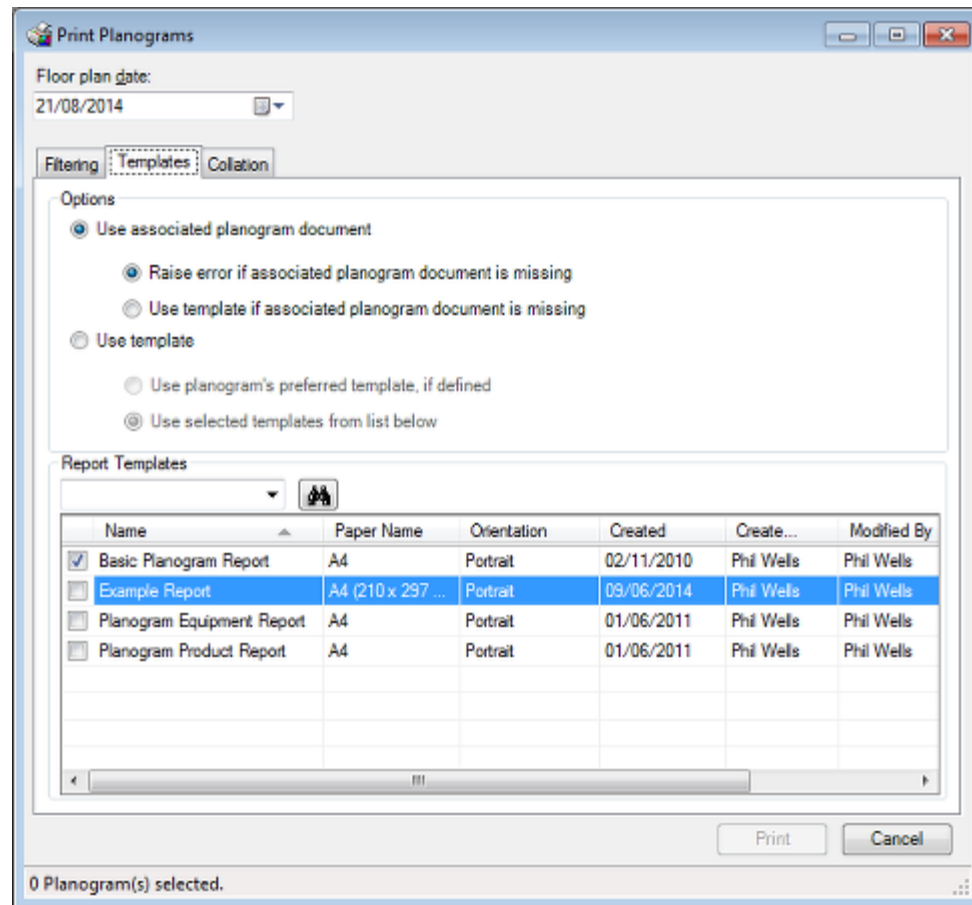 Print Planograms
Floor plan date:
21/08/2014
Filtering Templates Collation
Options
Use associated planogram document
Raise error if associated planogram document is missing
Use template if associated planogram document is missing
Use template
Use planogram's preferred template, if defined
Use selected templates from list below
Report Templates
Name Paper Name Orientation Created Create... Modified By
Basic Planogram Report A4 Portrait 02/11/2010 Phil Wells Phil Wells
Example Report A4 (210 x 297 ... Portrait 09/06/2014 Phil Wells Phil Wells
Planogram Equipment Report A4 Portrait 01/06/2011 Phil Wells Phil Wells
Planogram Product Report A4 Portrait 01/06/2011 Phil Wells Phil Wells
Print Cancel
0 Planogram(s) selected.